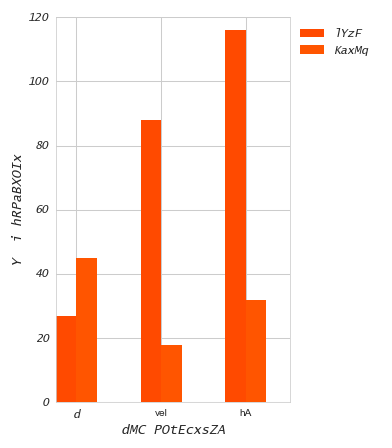 120
100
80
60
40
20
0
Y  i hRPaBXOIx
d
vel
hA
dMC POtEcxsZA
lYzF
KaxMq